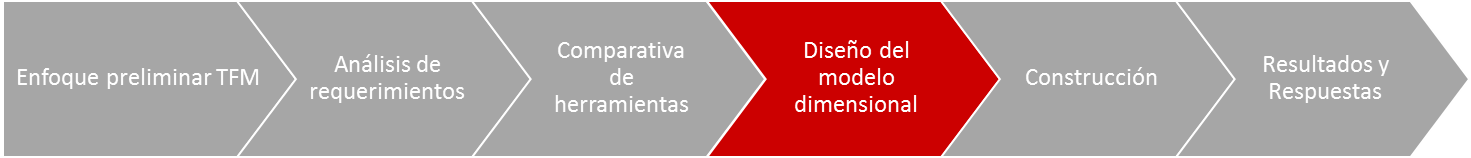 Enfoque preliminar TFM
Análisis de
requerimientos
Comparativa
de
herramientas
Diseño del
modelo
dimensional
Construcción
Resultados y
Respuestas